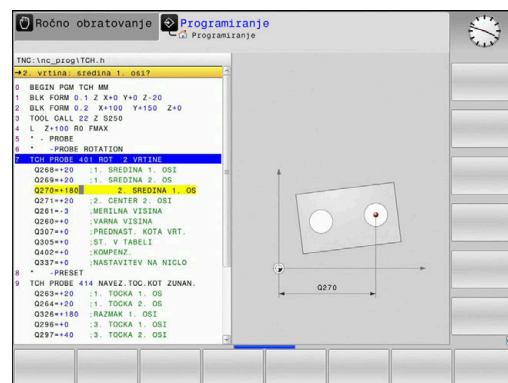 Ročno obratovanje
Programiranje
Programiranje
TNC:\nc_prog\TCH.h
→2. vrtina: sredina 1. osi?
0 BEGIN PGM TCH MM
1 BLK FORM 0.1 Z X+0 Y+0 Z-20
2 BLK FORM 0.2 X+100 Y+150 Z+0
3 TOOL CALL 22 Z S250
4 L Z+100 R0 FMAX
5 * - PROBE
6 * -PROBE ROTATION
7 TCH PROBE 401 ROT 2 VRTINE
Q268=+20 ;1. SREDINA 1. OSI
Q269=+20 ;1. SREDINA 2. OS
Q270=+180 2. SREDINA 1. OS
Q271=+20 ;2. CENTER 2. OSI
Q261=-3 ;MERILNA VISINA
Q260=+0 ;VARNA VISINA
Q307=+0 ;PREDNAST. KOTA VRT.
Q305=+0 ;ST. V TABELI
Q402=+0 ;KOMPENZ.
Q337=+0 ;NASTAVITEV NA NICLO
8 * -PRESET
9 TCH PROBE 414 NAVEZ.TOC.KOT ZUNAN.
Q263=+20 ;1. TOCKA 1. OS
Q264=+20 ;1. TOCKA 2. OS
Q326=+180 ;RAZMAK 1. OSI
Q296=+0 ;3. TOCKA 1. OSI
Q297=+40 ;3. TOCKA 2. OSI
Q270